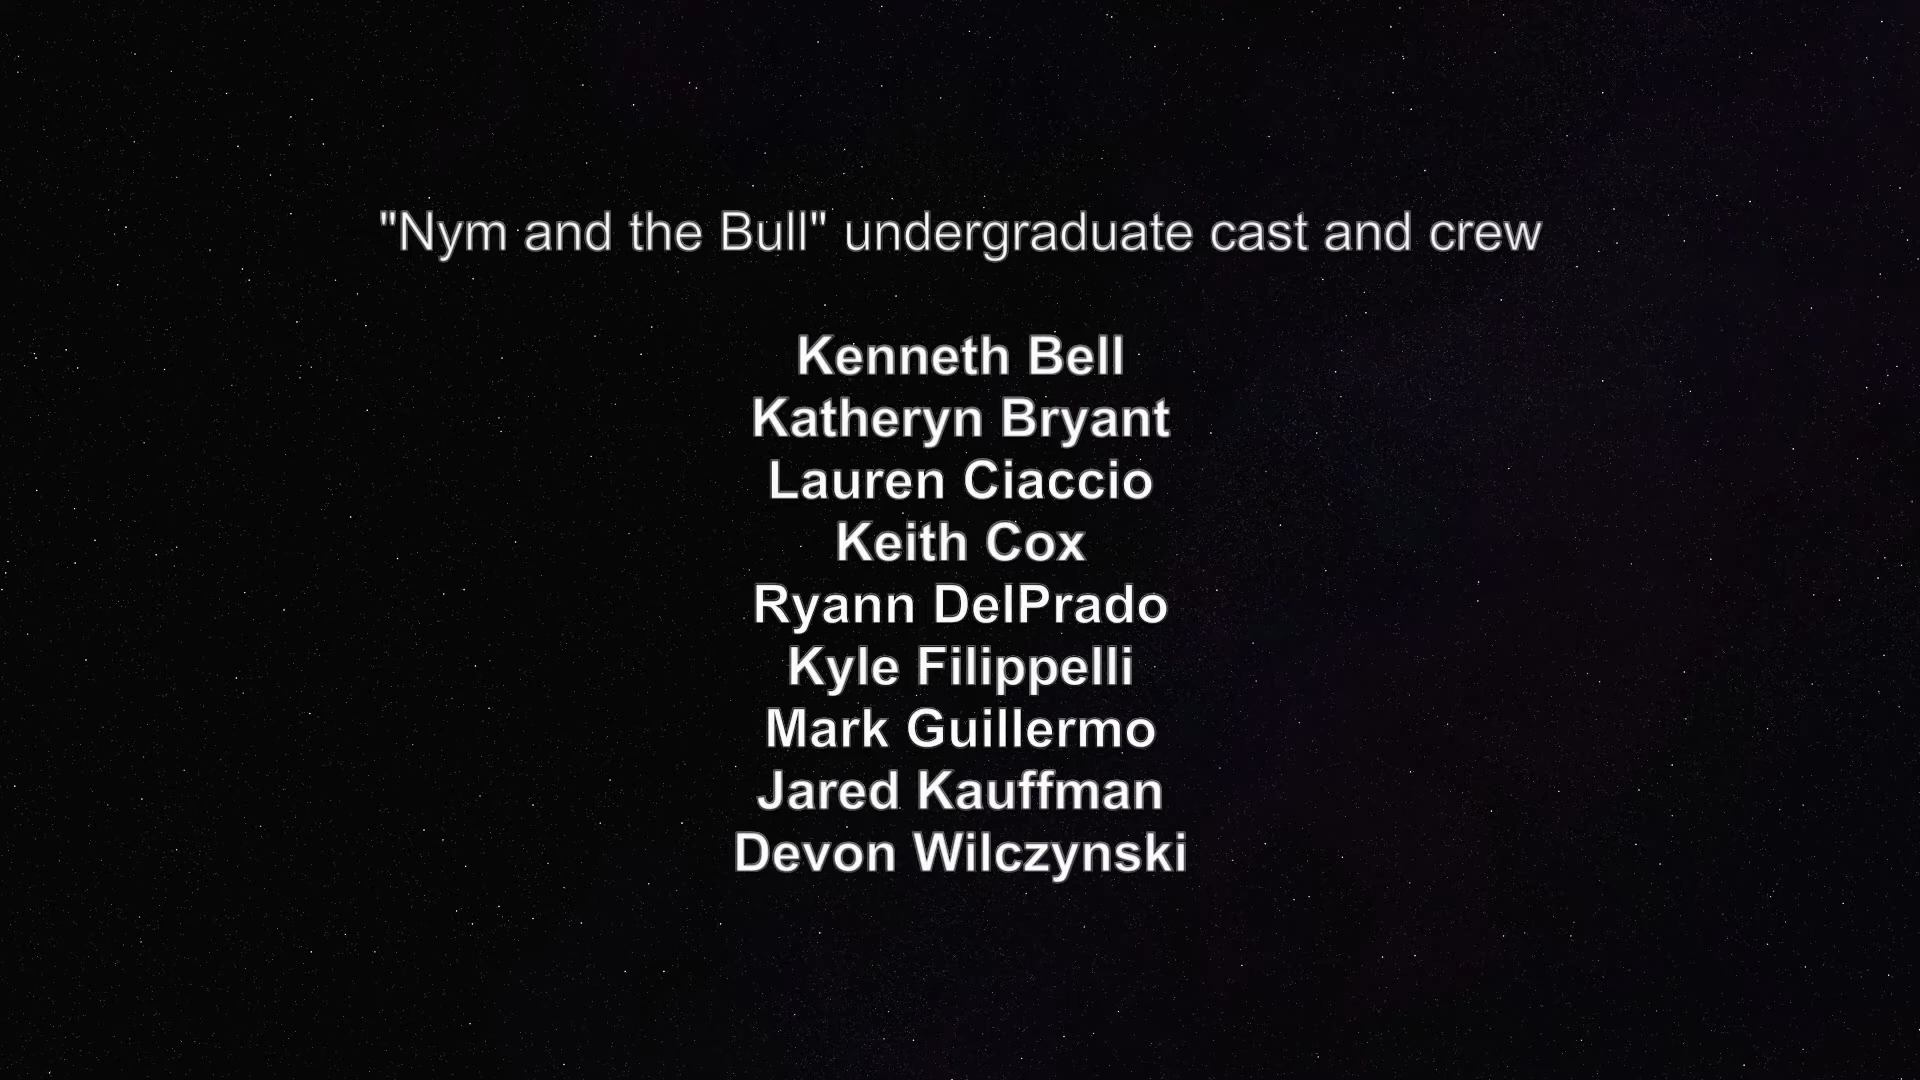 "Nym and the Bull" undergraduate cast and crew
Kenneth Bell
Katheryn Bryant
Lauren Ciaccio
Keith Cox
Ryann DelPrado
Kyle Filippelli
Mark Guillermo
Jared Kauffman
Devon Wilczynski